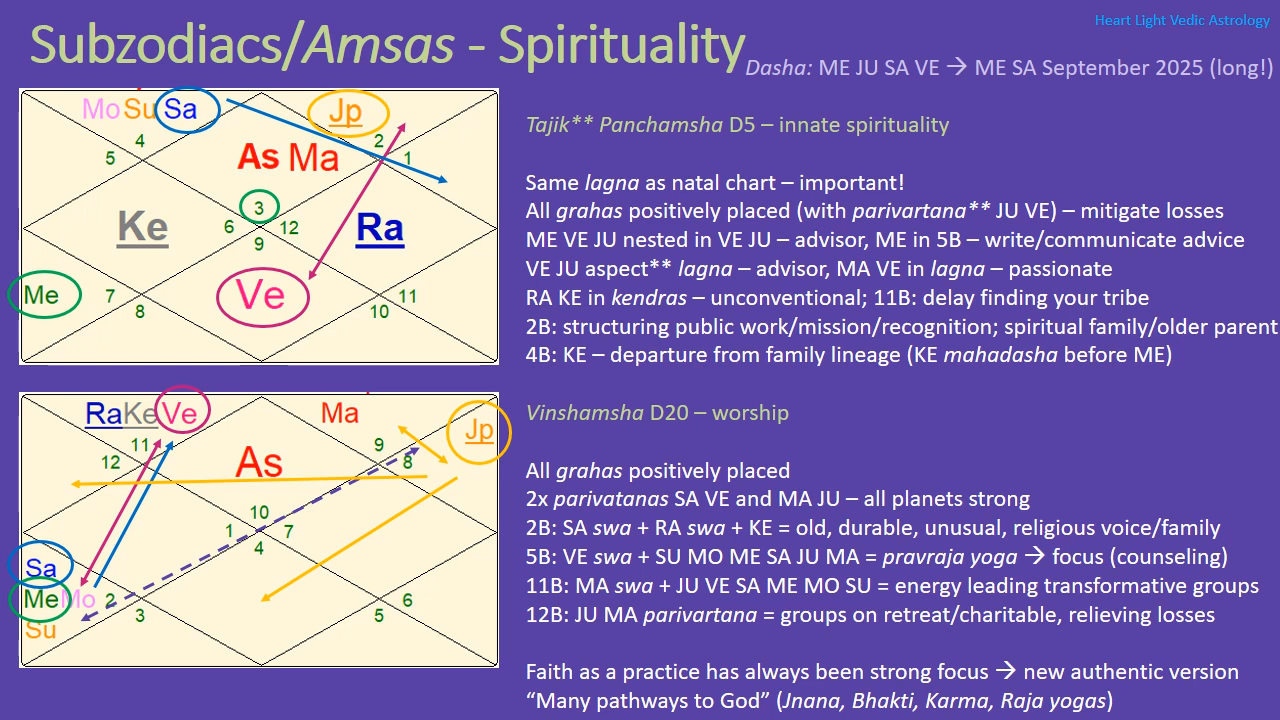 Heart Light Vedic Astrology
Subzodiacs/Amsas - Spirituality
Dasha: ME JU SA VE → ME SA September 2025 (long!)
Mo Su Sa
Jp
4
2
5
1
As Ma
3
Ke
6
12
Ra
9
Me
7
Ve
11
8
10
Tajik** Panchamsha D5 – innate spirituality
Same lagna as natal chart – important!
All grahas positively placed (with parivartana** JU VE) – mitigate losses
ME VE JU nested in VE JU – advisor, ME in 5B – write/communicate advice
VE JU aspect** lagna – advisor, MA VE in lagna – passionate
RA KE in kendras – unconventional; 11B: delay finding your tribe
2B: structuring public work/mission/recognition; spiritual family/older parent
4B: KE – departure from family lineage (KE mahadasha before ME)
Ra Ke Ve
Ma
Jp
11
9
12
8
As
10
1
7
4
Sa
Me Mo
2
6
Su
3
5
Vinshamsha D20 – worship
All grahas positively placed
2x parivatanas SA VE and MA JU – all planets strong
2B: SA swa + RA swa + KE = old, durable, unusual, religious voice/family
5B: VE swa + SU MO ME SA JU MA = pravraja yoga → focus (counseling)
11B: MA swa + JU VE SA ME MO SU = energy leading transformative groups
12B: JU MA parivartana = groups on retreat/charitable, relieving losses
Faith as a practice has always been strong focus → new authentic version
“Many pathways to God” (Jnana, Bhakti, Karma, Raja yogas)